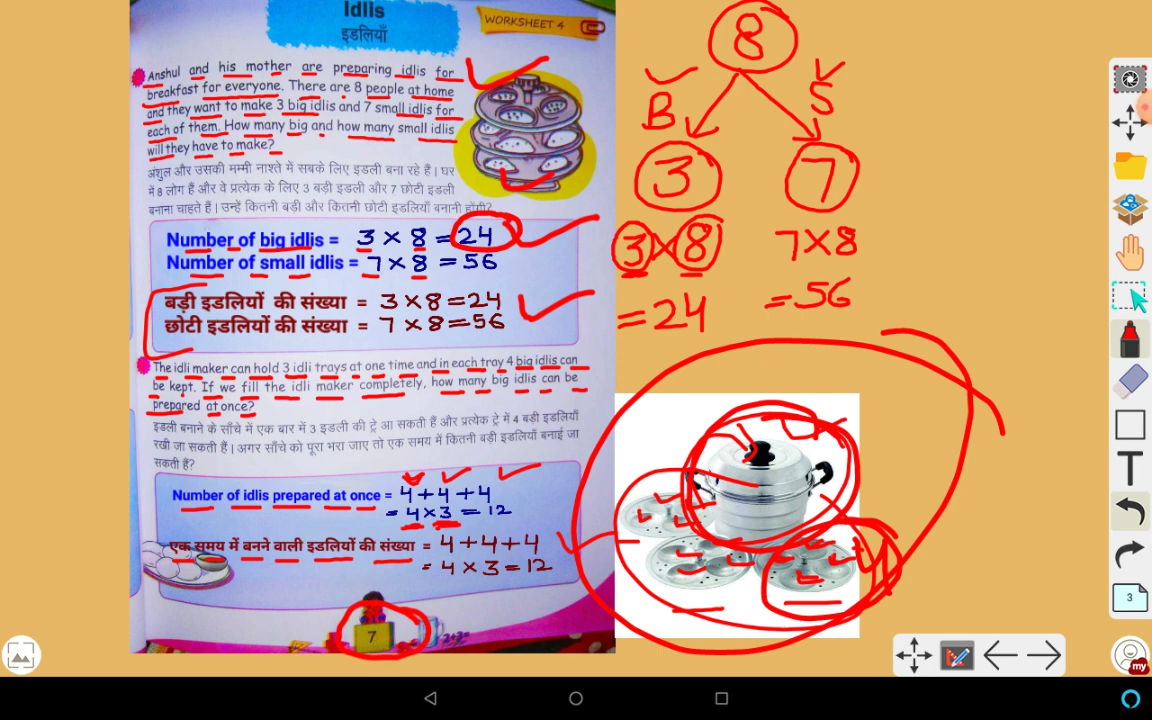 Idlis
इडलियाँ
WORKSHEET 4
Anshul and his mother are preparing idlis for
breakfast for everyone. There are 8 people at home
and they want to make 3 big idlis and 7 small idlis for
each of them. How many big and how many small idlis
will they have to make?
अंशुल और उसकी मम्मी नाश्ते में सबके लिए इडली बना रहे हैं। घर
में 8 लोग हैं और वे प्रत्येक के लिए 3 बड़ी इडली और 7 छोटी इडली
बनाना चाहते हैं। उन्हें कितनी बड़ी और कितनी छोटी इडलियाँ बनानी होंगी?
Number of big idlis = 3 × 8 = 24
Number of small idlis = 7 × 8 = 56
बड़ी इडलियों की संख्या = 3 × 8 = 24
छोटी इडलियों की संख्या = 7 × 8 = 56
The idli maker can hold 3 idli trays at one time and in each tray 4 big idlis can
be kept. If we fill the idli maker completely, how many big idlis can be
prepared at once?
इडली बनाने के साँचे में एक बार में 3 इडली की ट्रे आ सकती हैं और प्रत्येक ट्रे में 4 बड़ी इडलियाँ
रखी जा सकती हैं। अगर साँचे को पूरा भरा जाए तो एक समय में कितनी बड़ी इडलियाँ बनाई जा
सकती हैं?
Number of idlis prepared at once = 4 + 4 + 4
= 4 × 3 = 12
एक समय में बनने वाली इडलियों की संख्या = 4 + 4 + 4
= 4 × 3 = 12
7
8
B S
3 7
3 × 8 7 × 8
= 24 = 56
4
T
3
my